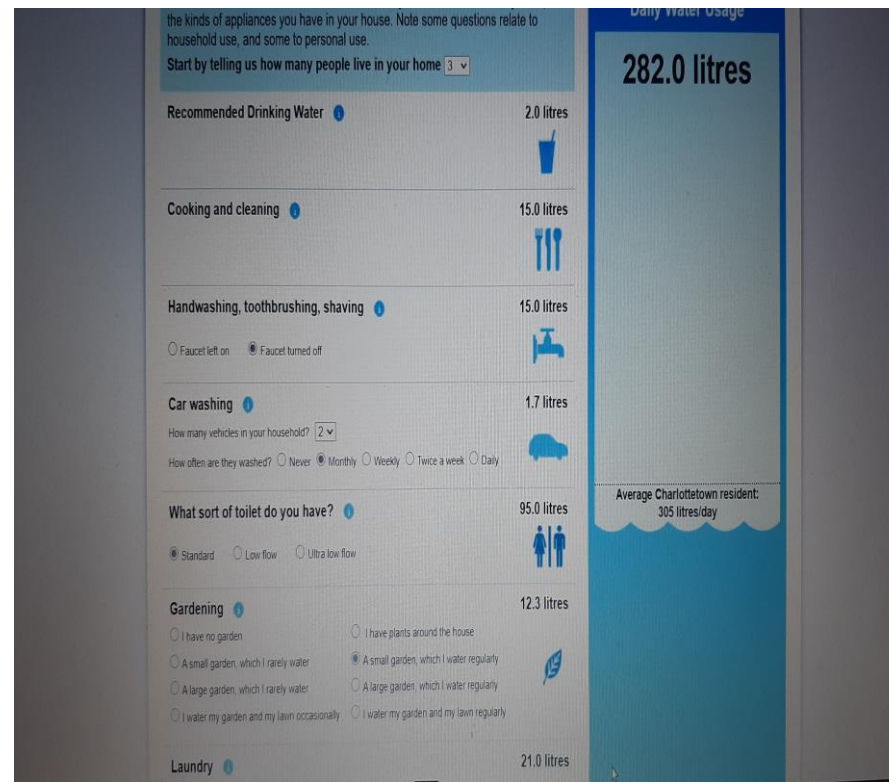 the kinds of appliances you have in your house. Note some questions relate to
household use, and some to personal use.
Start by telling us how many people live in your home 3
Daily Water Usage
282.0 litres
Recommended Drinking Water i 2.0 litres
Cooking and cleaning i 15.0 litres
Handwashing, toothbrushing, shaving i 15.0 litres
Faucet left on Faucet turned off
Car washing i 1.7 litres
How many vehicles in your household? 2
How often are they washed? Never Monthly Weekly Twice a week Daily
What sort of toilet do you have? i 95.0 litres
Standard Low flow Ultra low flow
Average Charlottetown resident:
305 litres/day
Gardening i 12.3 litres
I have no garden I have plants around the house
A small garden, which I rarely water A small garden, which I water regularly
A large garden, which I rarely water A large garden, which I water regularly
I water my garden and my lawn occasionally I water my garden and my lawn regularly
Laundry i 21.0 litres